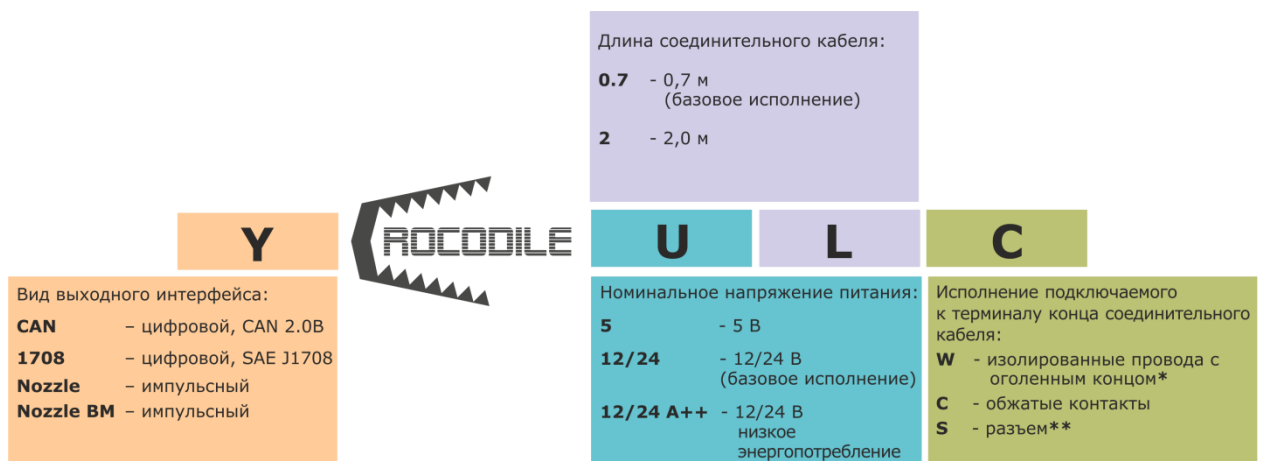 Длина соединительного кабеля:
0.7 - 0,7 м
(базовое исполнение)
2 - 2,0 м
Y CROCODILE U L C
Вид выходного интерфейса:
CAN – цифровой, CAN 2.0B
1708 – цифровой, SAE J1708
Nozzle – импульсный
Nozzle BM – импульсный
Номинальное напряжение питания:
5 - 5 В
12/24 - 12/24 В
(базовое исполнение)
12/24 A++ - 12/24 В
низкое
энергопотребление
Исполнение подключаемого
к терминалу конца соединительного
кабеля:
W - изолированные провода с
оголенным концом*
C - обжатые контакты
S - разъем**